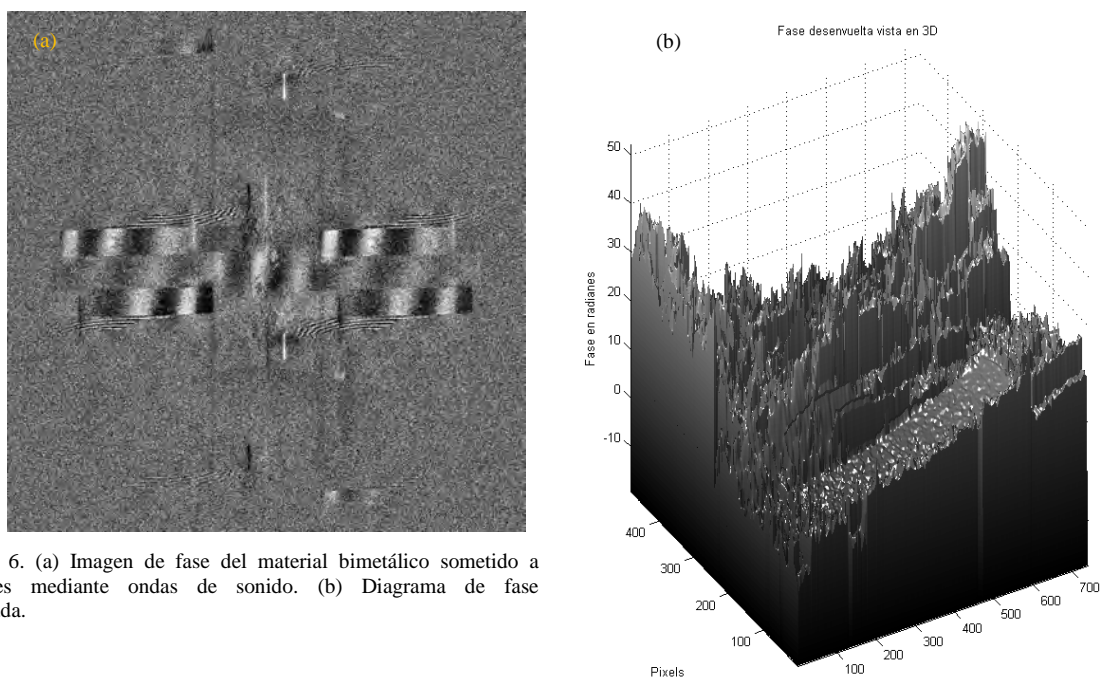 (a)
6. (a) Imagen de fase del material bimetálico sometido a
es mediante ondas de sonido. (b) Diagrama de fase
da.
(b)
Fase desenvuelta vista en 3D
50
40
30
20
10
0
-10
Fase en radianes
400
300
200
100
Pixels
100
200
300
400
500
600
700